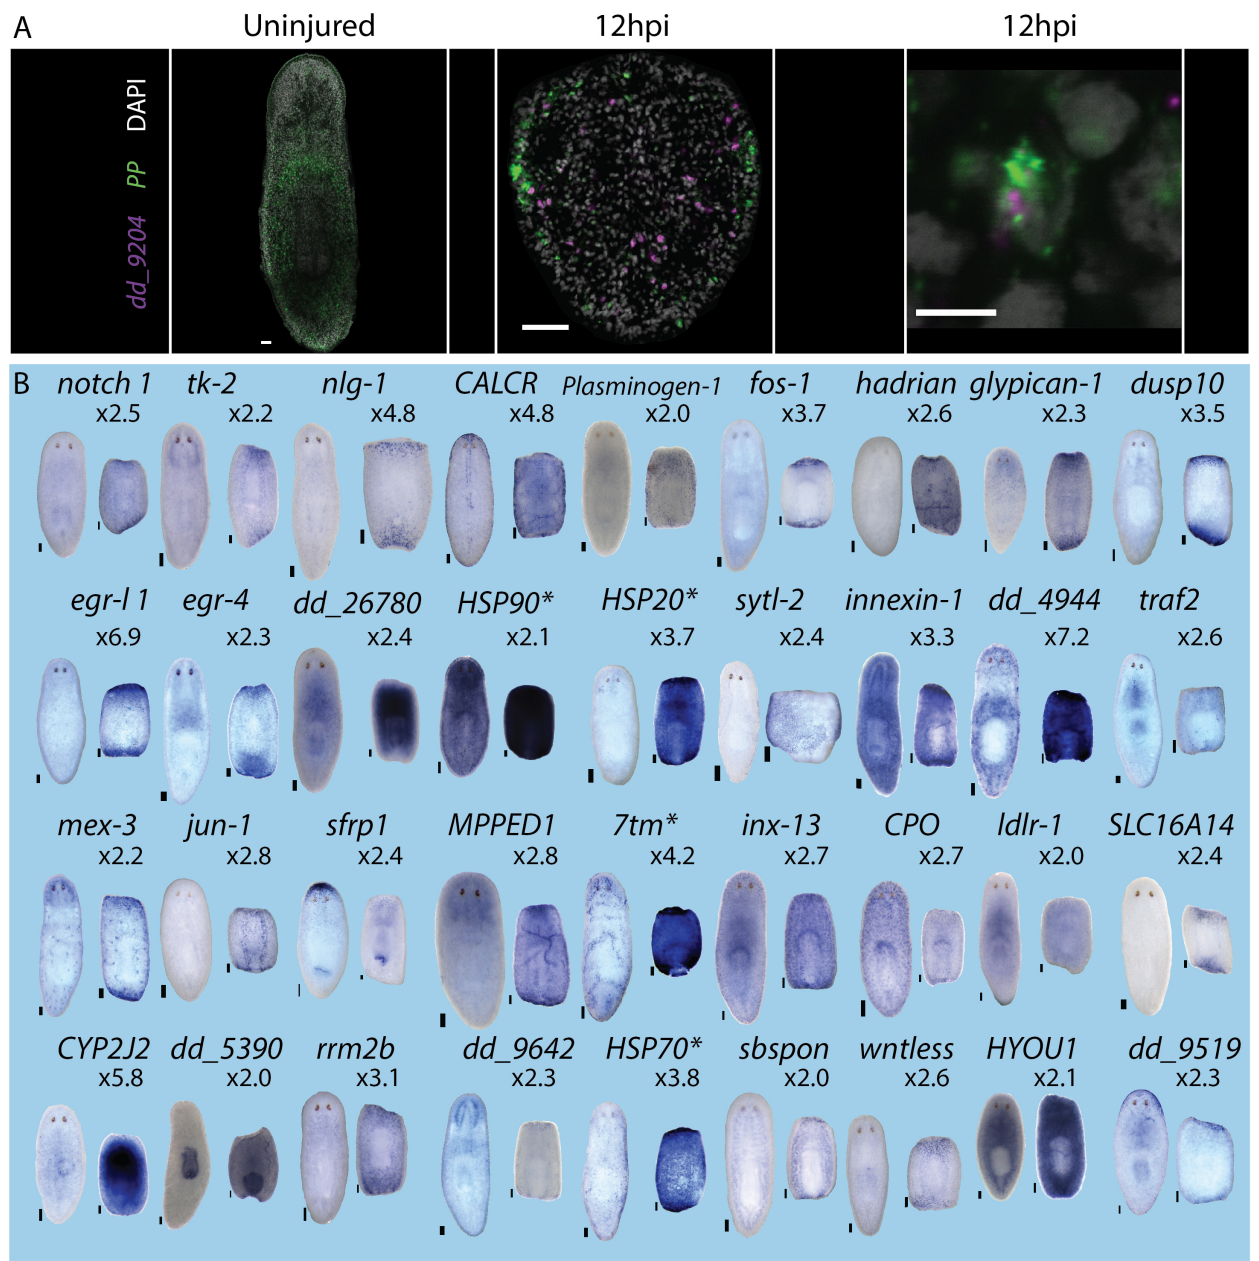 A
Uninjured
12hpi
12hpi
dd_9204 PP DAPI
B
notch 1 tk-2 nlg-1 CALCR Plasminogen-1 fos-1 hadrian glypican-1 dusp10
x2.5 x2.2 x4.8 x4.8 x2.0 x3.7 x2.6 x2.3 x3.5
egr-l 1 egr-4 dd_26780 HSP90* HSP20* sytl-2 innexin-1 dd_4944 traf2
x6.9 x2.3 x2.4 x2.1 x3.7 x2.4 x3.3 x7.2 x2.6
mex-3 jun-1 sfrp1 MPPED1 7tm* inx-13 CPO ldlr-1 SLC16A14
x2.2 x2.8 x2.4 x2.8 x4.2 x2.7 x2.7 x2.0 x2.4
CYP2J2 dd_5390 rrm2b dd_9642 HSP70* sbspon wntless HYOU1 dd_9519
x5.8 x2.0 x3.1 x2.3 x3.8 x2.0 x2.6 x2.1 x2.3